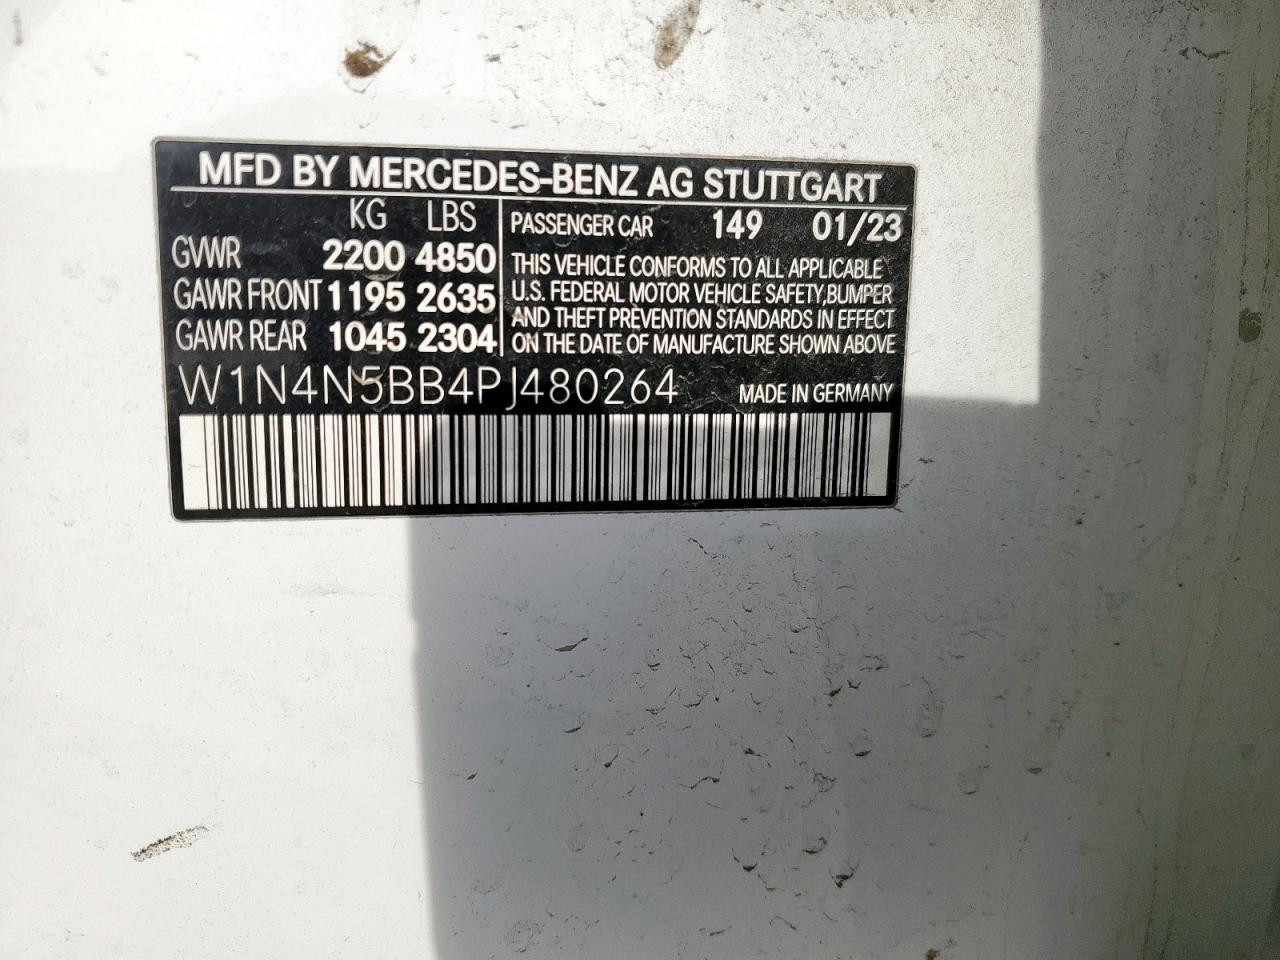 MFD BY MERCEDES-BENZ AG STUTTGART
KG LBS
GVWR 2200 4850
GAWR FRONT 1195 2635
GAWR REAR 1045 2304
PASSENGER CAR 149 01/23
THIS VEHICLE CONFORMS TO ALL APPLICABLE
U.S. FEDERAL MOTOR VEHICLE SAFETY,BUMPER
AND THEFT PREVENTION STANDARDS IN EFFECT
ON THE DATE OF MANUFACTURE SHOWN ABOVE
W1N4N5BB4PJ480264 MADE IN GERMANY